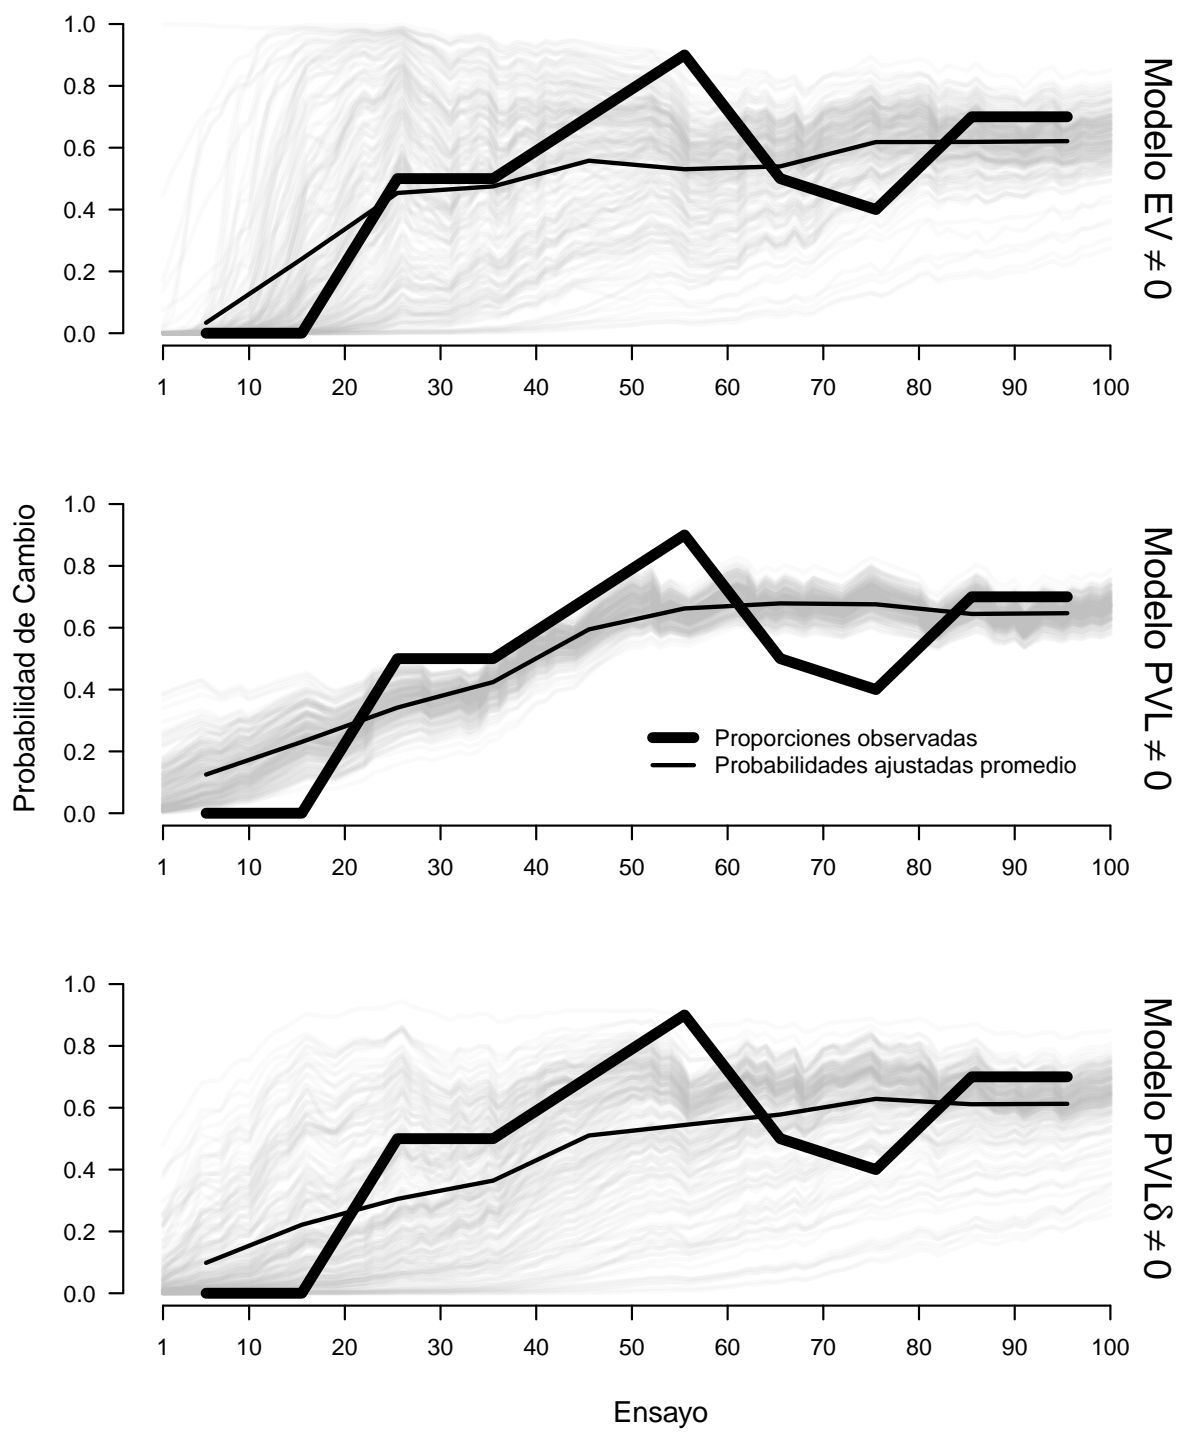 1.0
0.8
0.6
0.4
0.2
0.0
1 10 20 30 40 50 60 70 80 90 100
Modelo EV ≠ 0
Probabilidad de Cambio
1.0
0.8
0.6
0.4
0.2
0.0
1 10 20 30 40 50 60 70 80 90 100
Proporciones observadas
Probabilidades ajustadas promedio
Modelo PVL ≠ 0
1.0
0.8
0.6
0.4
0.2
0.0
1 10 20 30 40 50 60 70 80 90 100
Modelo PVLδ ≠ 0
Ensayo